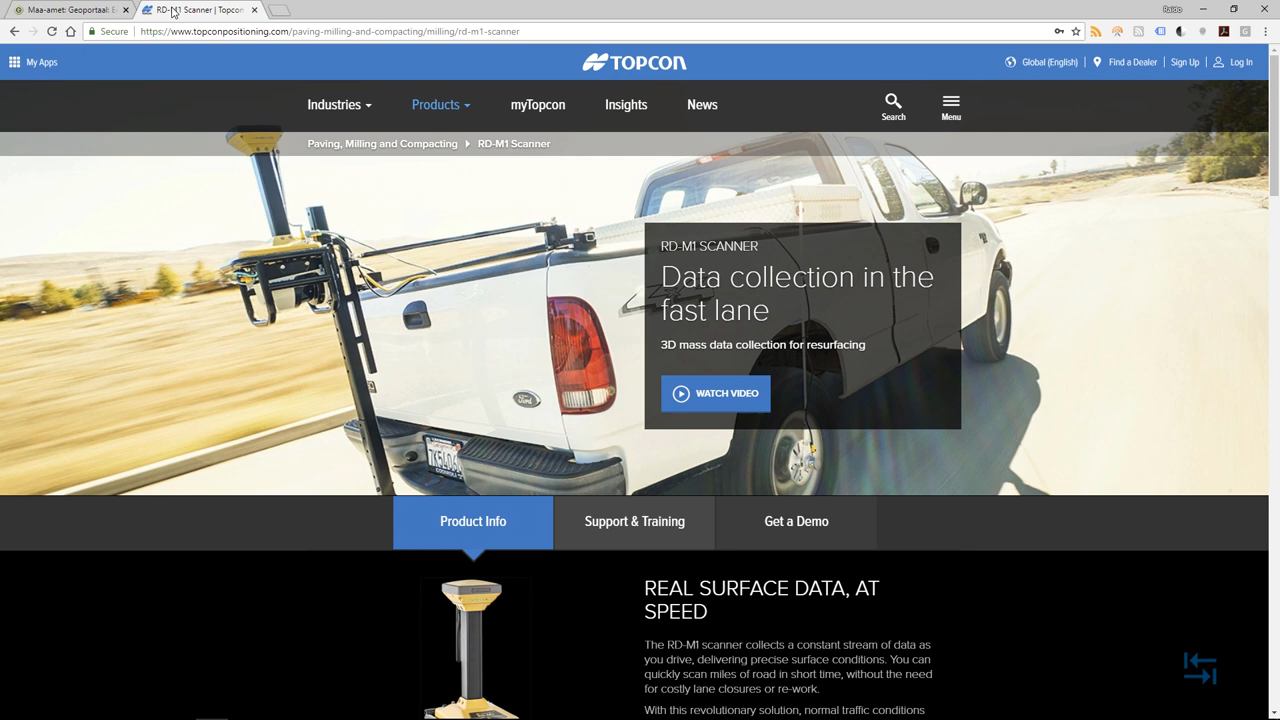 Maa-amet: Geoportaal: E
RD-M1 Scanner | Topcon
Secure
https://www.topconpositioning.com/paving-milling-and-compacting/milling/rd-m1-scanner
My Apps
TOPCON
Global (English)
Find a Dealer
Sign Up
Log In
Industries
Products
myTopcon
Insights
News
Search
Menu
Paving, Milling and Compacting
RD-M1 Scanner
RD-M1 SCANNER
Data collection in the
fast lane
3D mass data collection for resurfacing
WATCH VIDEO
Ford
Product Info
Support & Training
Get a Demo
REAL SURFACE DATA, AT
SPEED
The RD-M1 scanner collects a constant stream of data as
you drive, delivering precise surface conditions. You can
quickly scan miles of road in short time, without the need
for costly lane closures or re-work.
With this revolutionary solution, normal traffic conditions